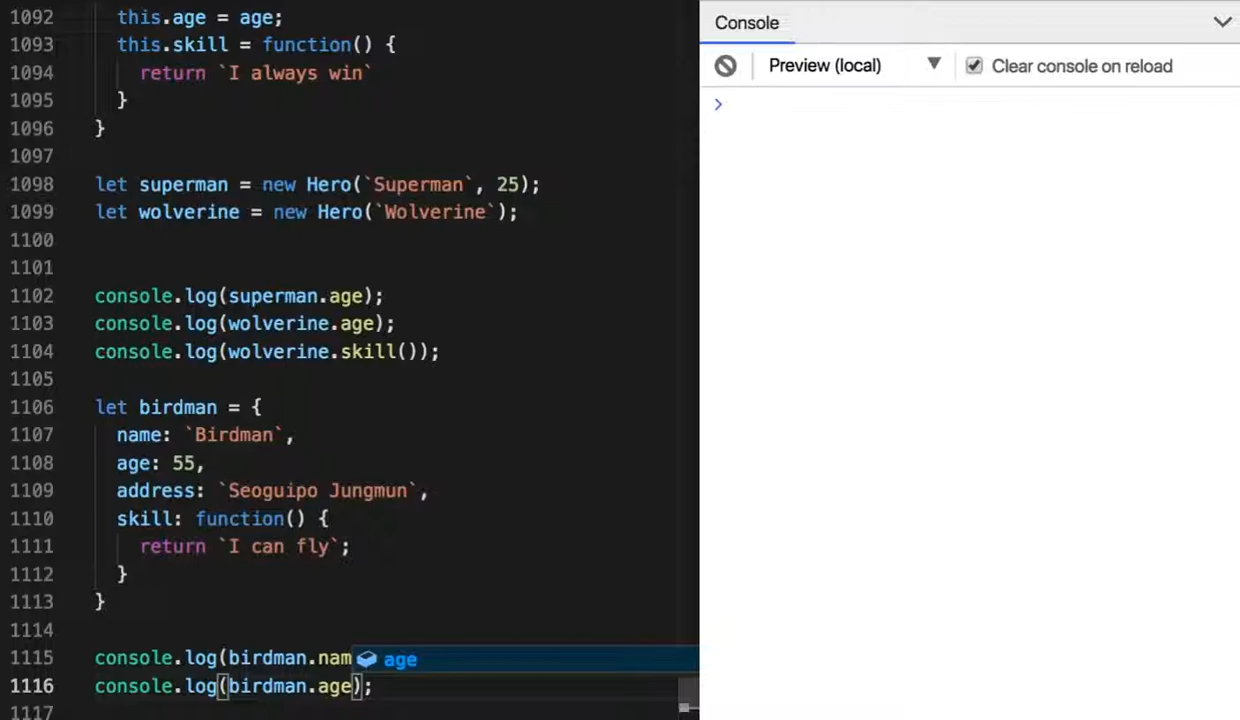 1092 this.age = age;
1093 this.skill = function() {
1094 return `I always win`
1095 }
1096 }
1097
1098 let superman = new Hero(`Superman`, 25);
1099 let wolverine = new Hero(`Wolverine`);
1100
1101
1102 console.log(superman.age);
1103 console.log(wolverine.age);
1104 console.log(wolverine.skill());
1105
1106 let birdman = {
1107 name: `Birdman`,
1108 age: 55,
1109 address: `Seoguipo Jungmun`,
1110 skill: function() {
1111 return `I can fly`;
1112 }
1113 }
1114
1115 console.log(birdman.nam
age
1116 console.log(birdman.age);
1117
Console
Preview (local)
Clear console on reload
>